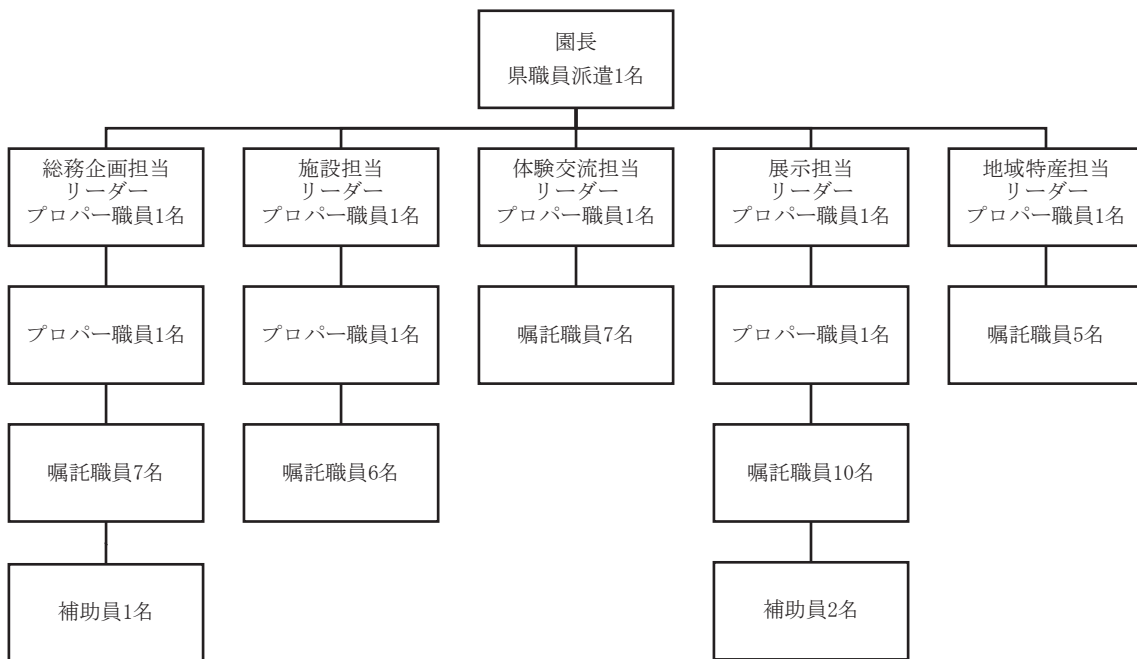 園長
県職員派遣1名
総務企画担当
リーダー
プロパー職員1名
施設担当
リーダー
プロパー職員1名
体験交流担当
リーダー
プロパー職員1名
展示担当
リーダー
プロパー職員1名
地域特産担当
リーダー
プロパー職員1名
プロパー職員1名
プロパー職員1名
嘱託職員7名
プロパー職員1名
嘱託職員5名
嘱託職員7名
嘱託職員6名
嘱託職員10名
補助員1名
補助員2名